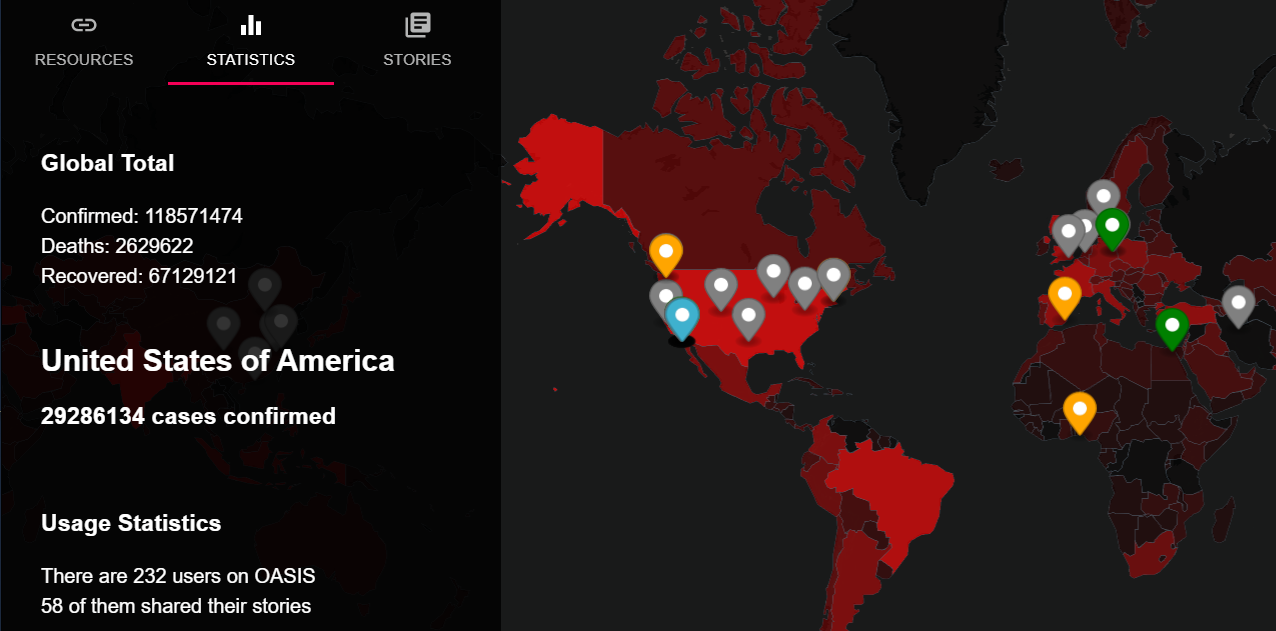 RESOURCES
STATISTICS
STORIES
Global Total
Confirmed: 118571474
Deaths: 2629622
Recovered: 67129121
United States of America
29286134 cases confirmed
Usage Statistics
There are 232 users on OASIS
58 of them shared their stories